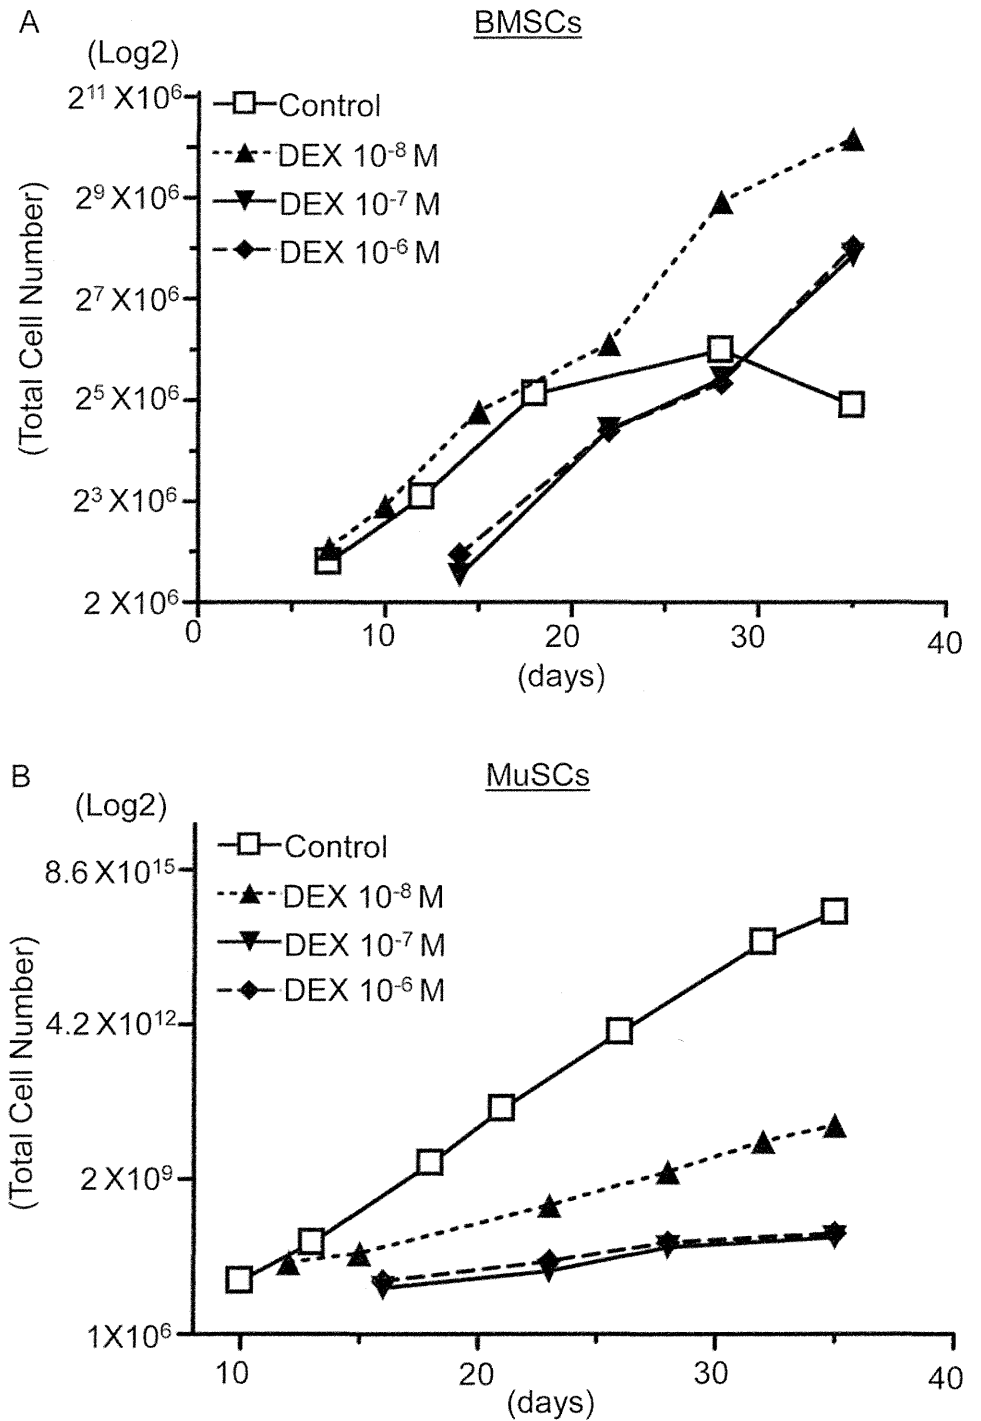 A
BMSCs
(Log2)
2¹¹ X10⁶
Control
DEX 10⁻⁸ M
2⁹ X10⁶
DEX 10⁻⁷ M
DEX 10⁻⁶ M
2⁷ X10⁶
2⁵ X10⁶
2³ X10⁶
2 X10⁶
(Total Cell Number)
0 10 20 30 40
(days)
B
MuSCs
(Log2)
Control
8.6 X10¹⁵
DEX 10⁻⁸ M
DEX 10⁻⁷ M
DEX 10⁻⁶ M
4.2 X10¹²
2 X10⁹
1X10⁶
(Total Cell Number)
10 20 30 40
(days)